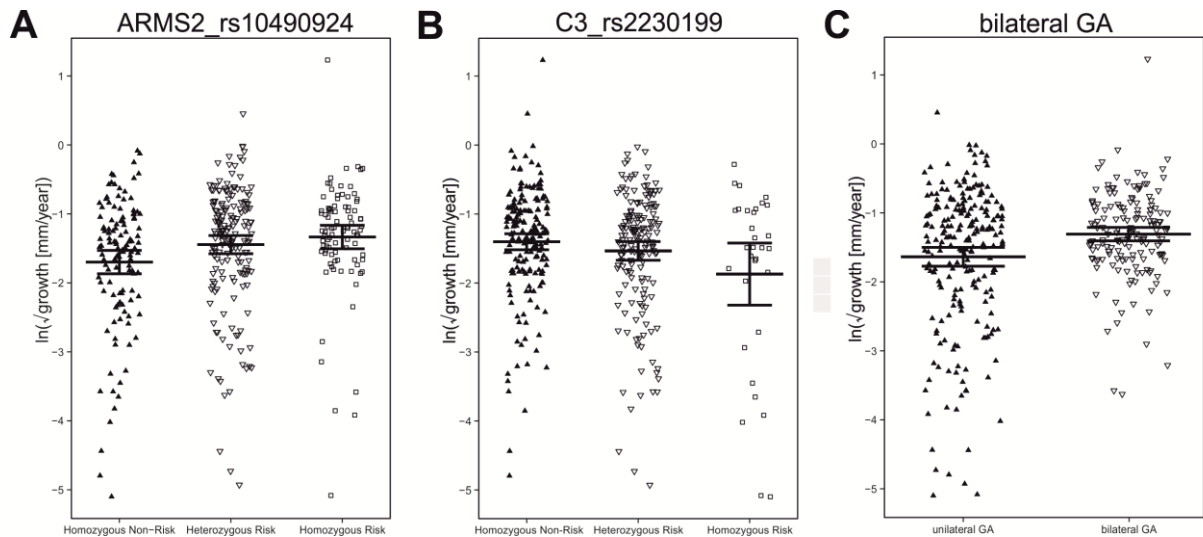 A
ARMS2_rs10490924
ln(√growth [mm/year])
1
0
−1
−2
−3
−4
−5
Homozygous Non−Risk
Heterozygous Risk
Homozygous Risk
B
C3_rs2230199
ln(√growth [mm/year])
1
0
−1
−2
−3
−4
−5
Homozygous Non-Risk
Heterozygous Risk
Homozygous Risk
C
bilateral GA
ln(√growth [mm/year])
1
0
−1
−2
−3
−4
−5
unilateral GA
bilateral GA